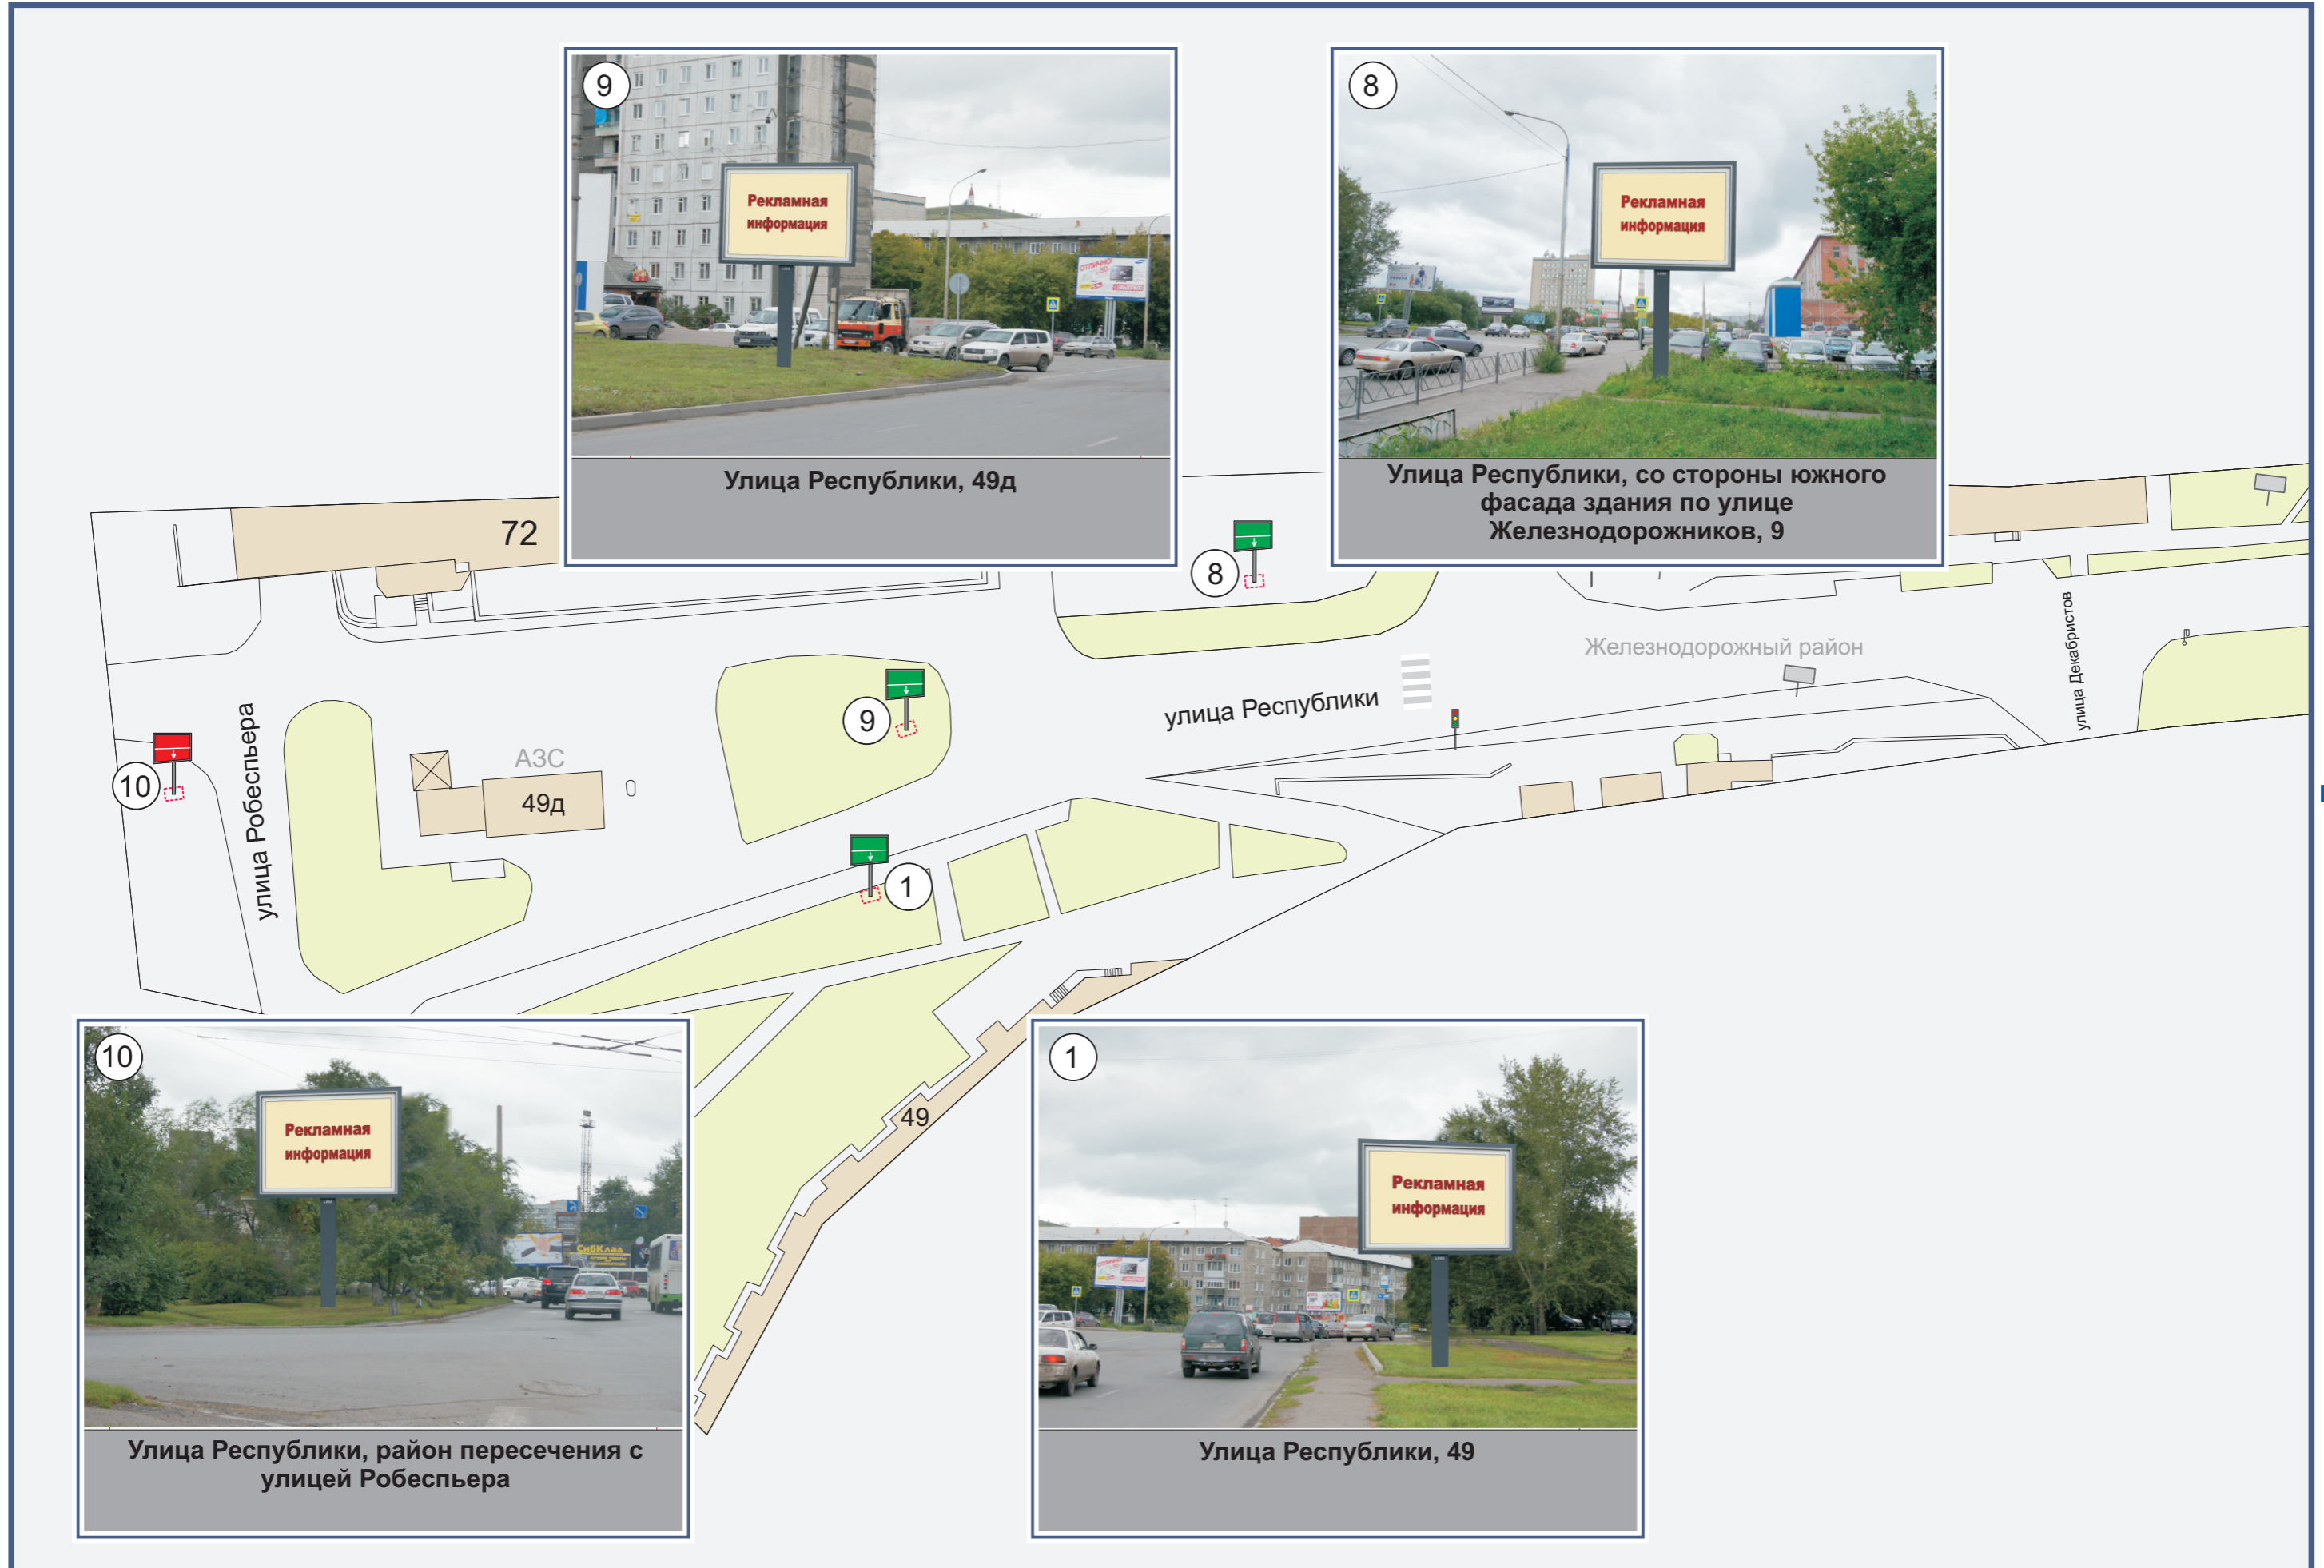 9
Рекламная
информация
ОТЛИЧНО!
Улица Республики, 49д
8
Рекламная
информация
Улица Республики, со стороны южного
фасада здания по улице
Железнодорожников, 9
72
8
9
10
1
улица Робеспьера
АЗС
49д
улица Республики
Железнодорожный район
улица Декабристов
49
10
Рекламная
информация
СибКлад
Улица Республики, район пересечения с
улицей Робеспьера
1
Рекламная
информация
Улица Республики, 49